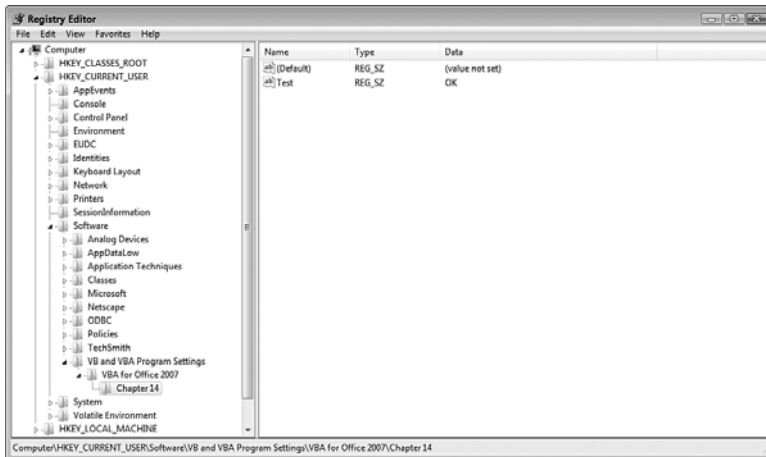 Registry Editor
File Edit View Favorites Help
Computer
HKEY_CLASSES_ROOT
HKEY_CURRENT_USER
AppEvents
Console
Control Panel
Environment
EUDC
Identities
Keyboard Layout
Network
Printers
SessionInformation
Software
Analog Devices
AppDataLow
Application Techniques
Classes
Microsoft
Netscape
ODBC
Policies
TechSmith
VB and VBA Program Settings
VBA for Office 2007
Chapter 14
System
Volatile Environment
HKEY_LOCAL_MACHINE
Name Type Data
ab (Default) REG_SZ (value not set)
ab Test REG_SZ OK
Computer\HKEY_CURRENT_USER\Software\VB and VBA Program Settings\VBA for Office 2007\Chapter 14